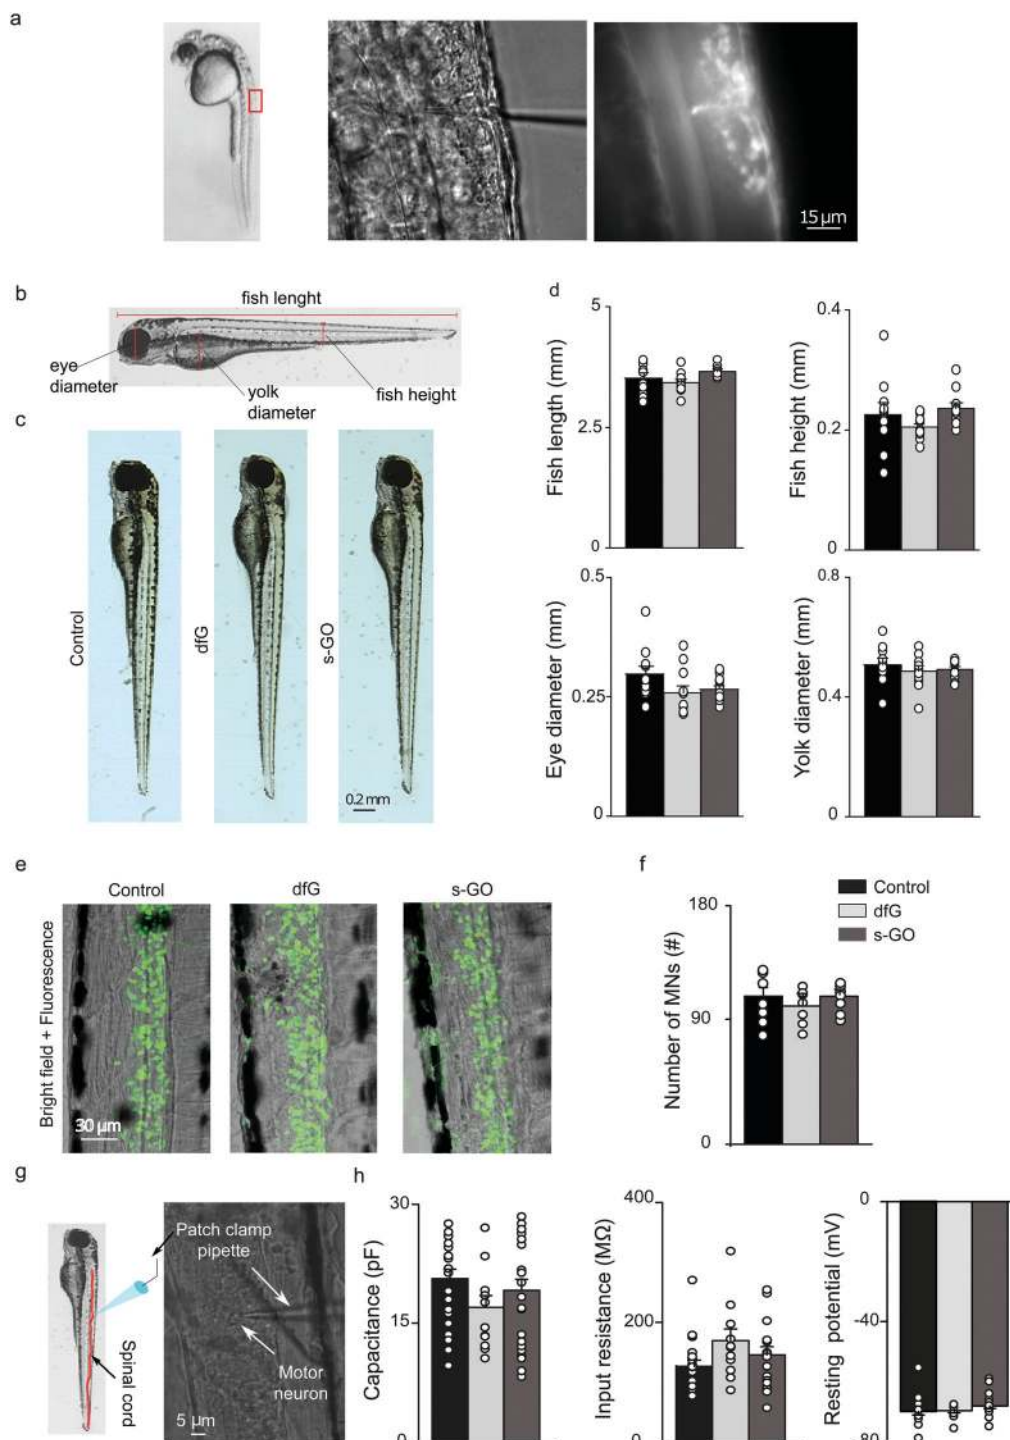 a
15 µm
b
fish lenght
eye
diameter
yolk
diameter
fish height
c
Control
dfG
s-GO
0.2 mm
d
Fish length (mm)
5
2.5
0
Fish height (mm)
0.4
0.2
0
Eye diameter (mm)
0.5
0.25
0
Yolk diameter (mm)
0.8
0.4
0
e
Control
dfG
s-GO
Bright field + Fluorescence
30 µm
f
Control
dfG
s-GO
Number of MNs (#)
180
90
0
g
Spinal cord
Patch clamp
pipette
Motor
neuron
5 µm
h
Capacitance (pF)
30
15
0
Input resistance (MΩ)
400
200
0
Resting potential (mV)
0
-40
-80